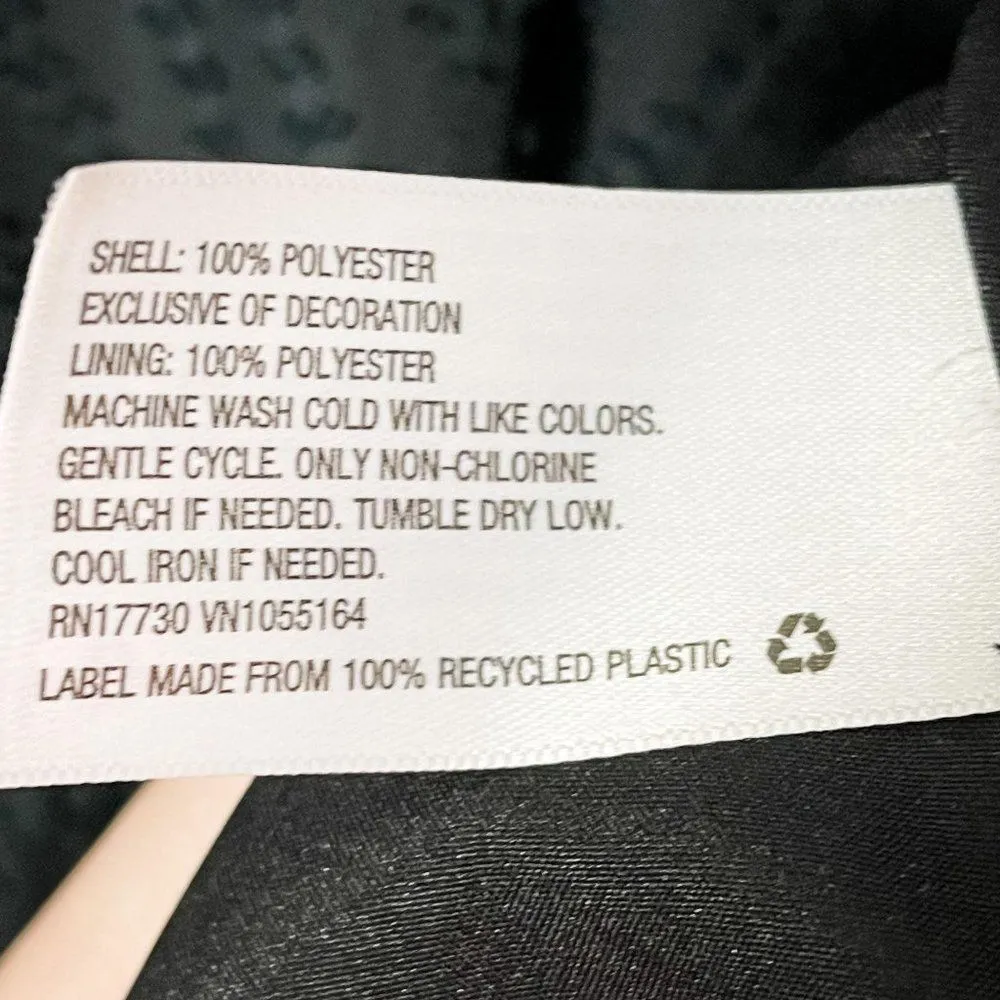 SHELL: 100% POLYESTER
EXCLUSIVE OF DECORATION
LINING: 100% POLYESTER
MACHINE WASH COLD WITH LIKE COLORS.
GENTLE CYCLE. ONLY NON-CHLORINE
BLEACH IF NEEDED. TUMBLE DRY LOW.
COOL IRON IF NEEDED.
RN17730 VN1055164
LABEL MADE FROM 100% RECYCLED PLASTIC